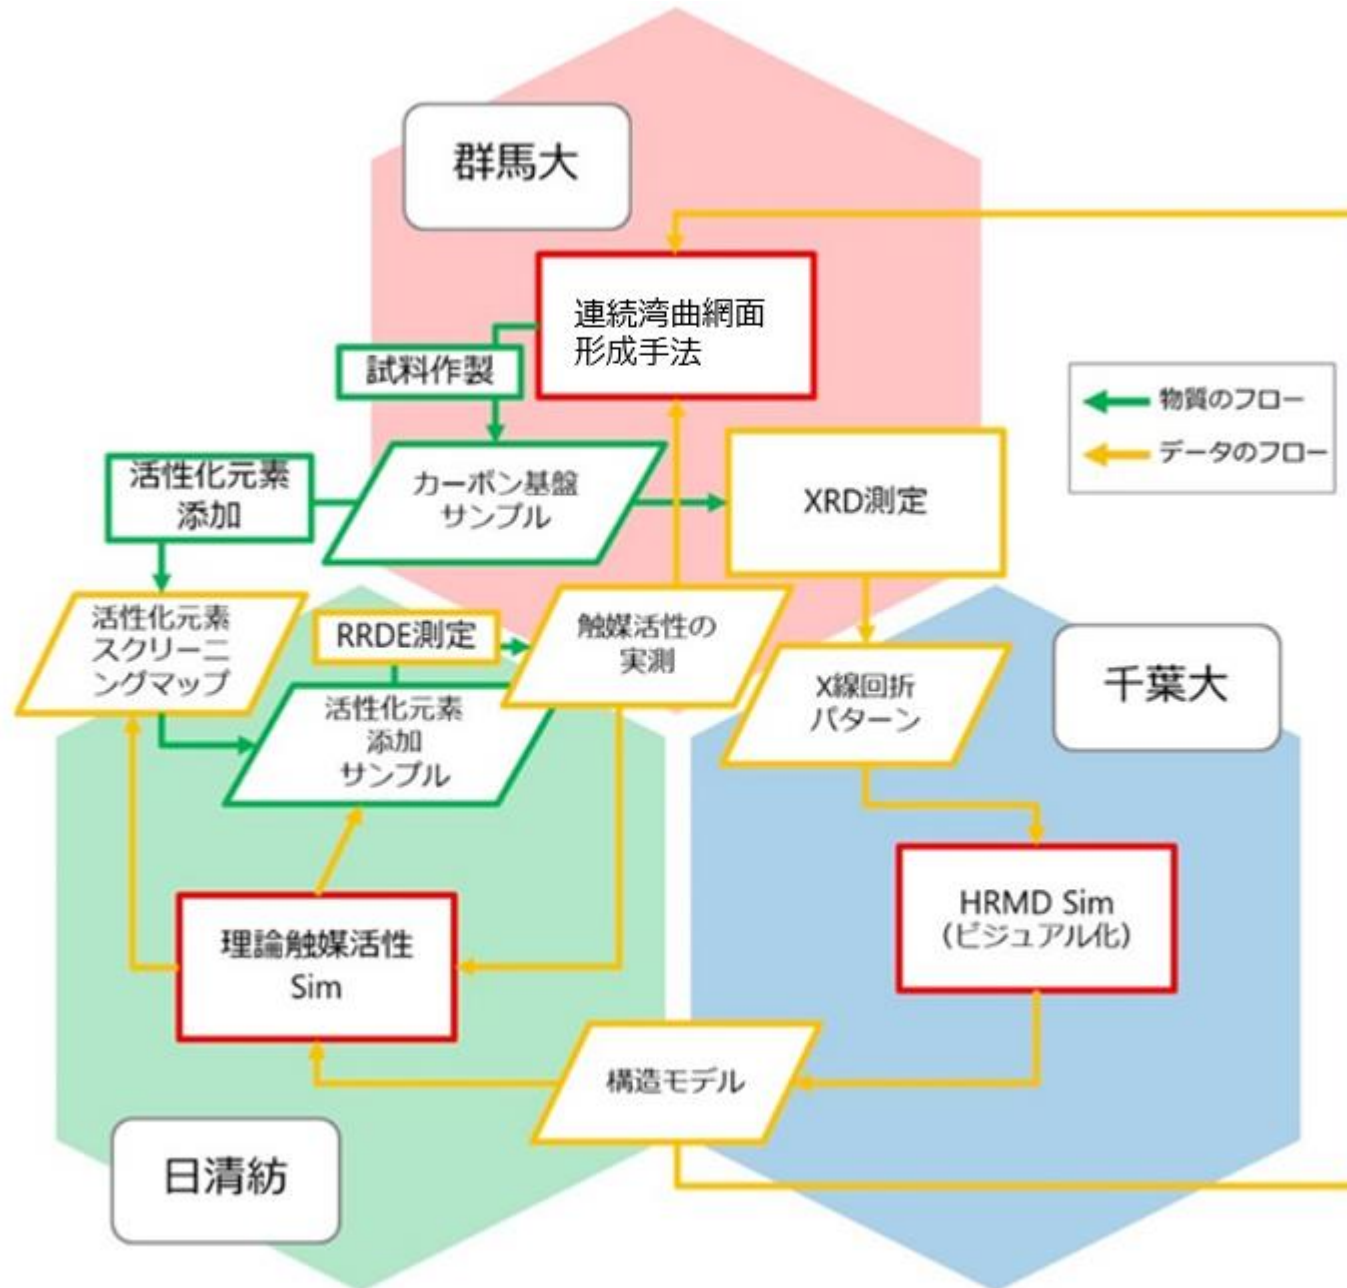 群馬大
連続湾曲網面
形成手法
試料作製
物質のフロー
データのフロー
活性化元素
添加
カーボン基盤
サンプル
XRD測定
活性化元素
スクリーニ
ングマップ
RRDE測定
触媒活性の
実測
X線回折
パターン
千葉大
活性化元素
添加
サンプル
理論触媒活性
Sim
HRMD Sim
(ビジュアル化)
構造モデル
日清紡